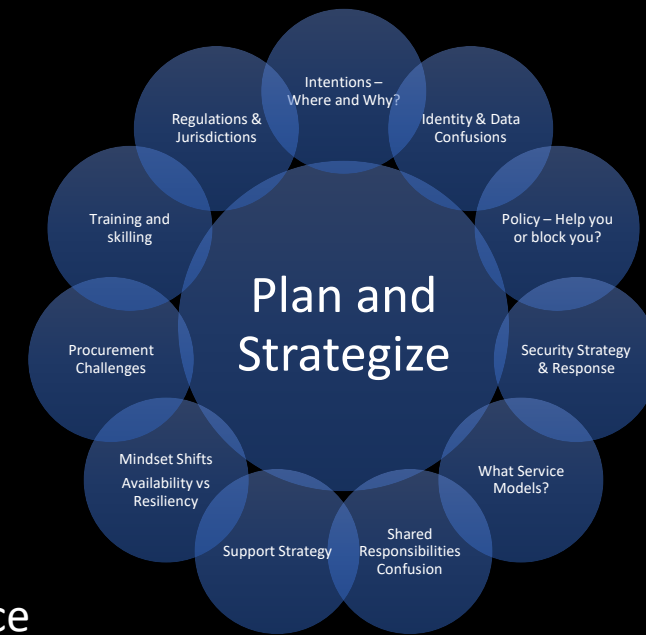 Intentions –
Where and Why?
Identity & Data
Confusions
Policy – Help you
or block you?
Security Strategy
& Response
What Service
Models?
Shared
Responsibilities
Confusion
Support Strategy
Mindset Shifts
Availability vs
Resiliency
Procurement
Challenges
Training and
skilling
Regulations &
Jurisdictions
Plan and
Strategize
ce